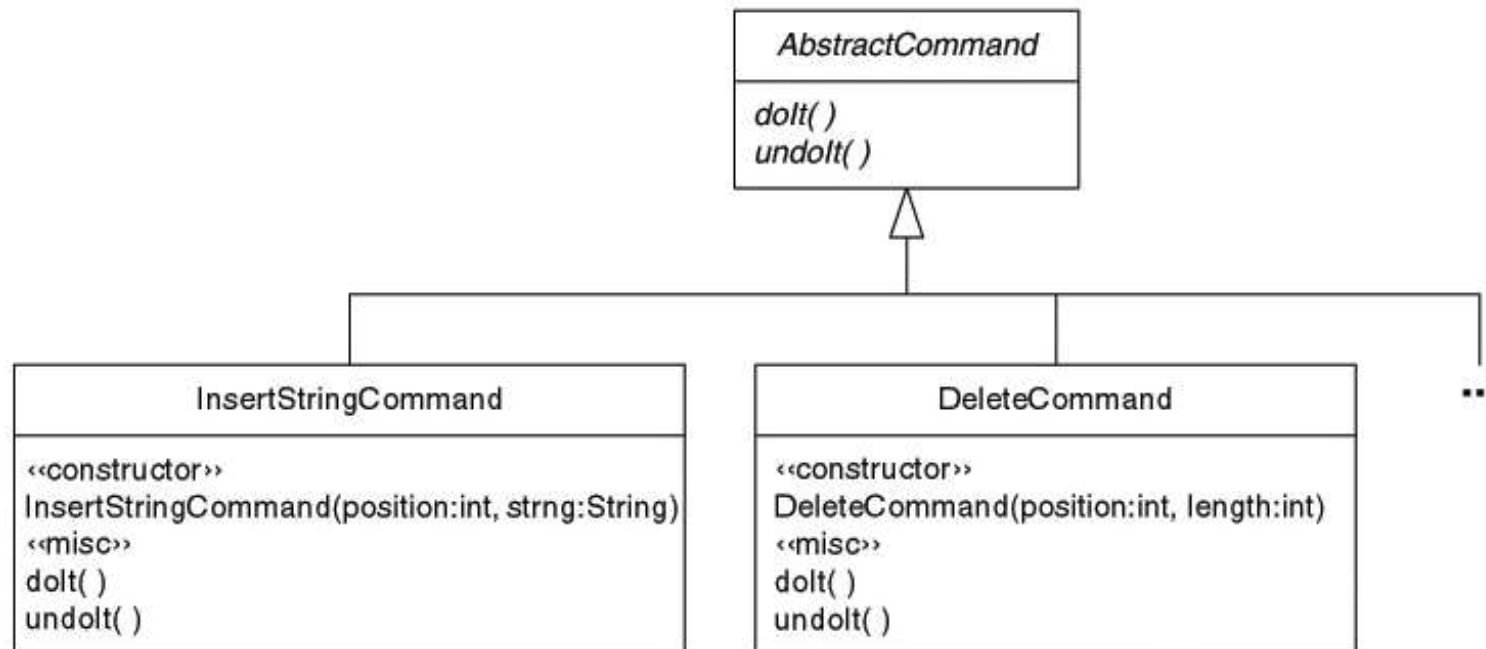 AbstractCommand
doIt( )
undoIt( )
InsertStringCommand
‹‹constructor››
InsertStringCommand(position:int, strng:String)
‹‹misc››
doIt( )
undoIt( )
DeleteCommand
‹‹constructor››
DeleteCommand(position:int, length:int)
‹‹misc››
doIt( )
undoIt( )
..